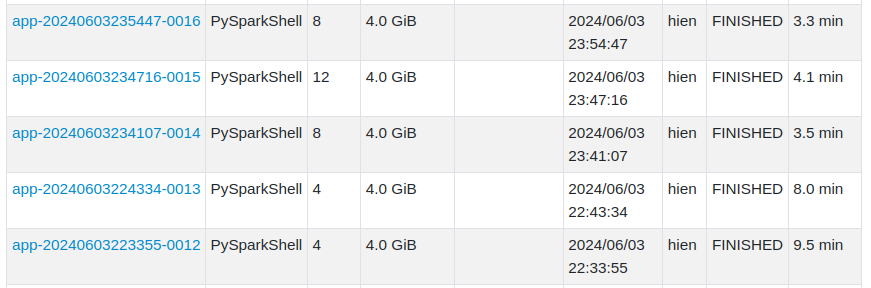 app-20240603235447-0016 PySparkShell 8 4.0 GiB 2024/06/03 hien FINISHED 3.3 min
23:54:47
app-20240603234716-0015 PySparkShell 12 4.0 GiB 2024/06/03 hien FINISHED 4.1 min
23:47:16
app-20240603234107-0014 PySparkShell 8 4.0 GiB 2024/06/03 hien FINISHED 3.5 min
23:41:07
app-20240603224334-0013 PySparkShell 4 4.0 GiB 2024/06/03 hien FINISHED 8.0 min
22:43:34
app-20240603223355-0012 PySparkShell 4 4.0 GiB 2024/06/03 hien FINISHED 9.5 min
22:33:55